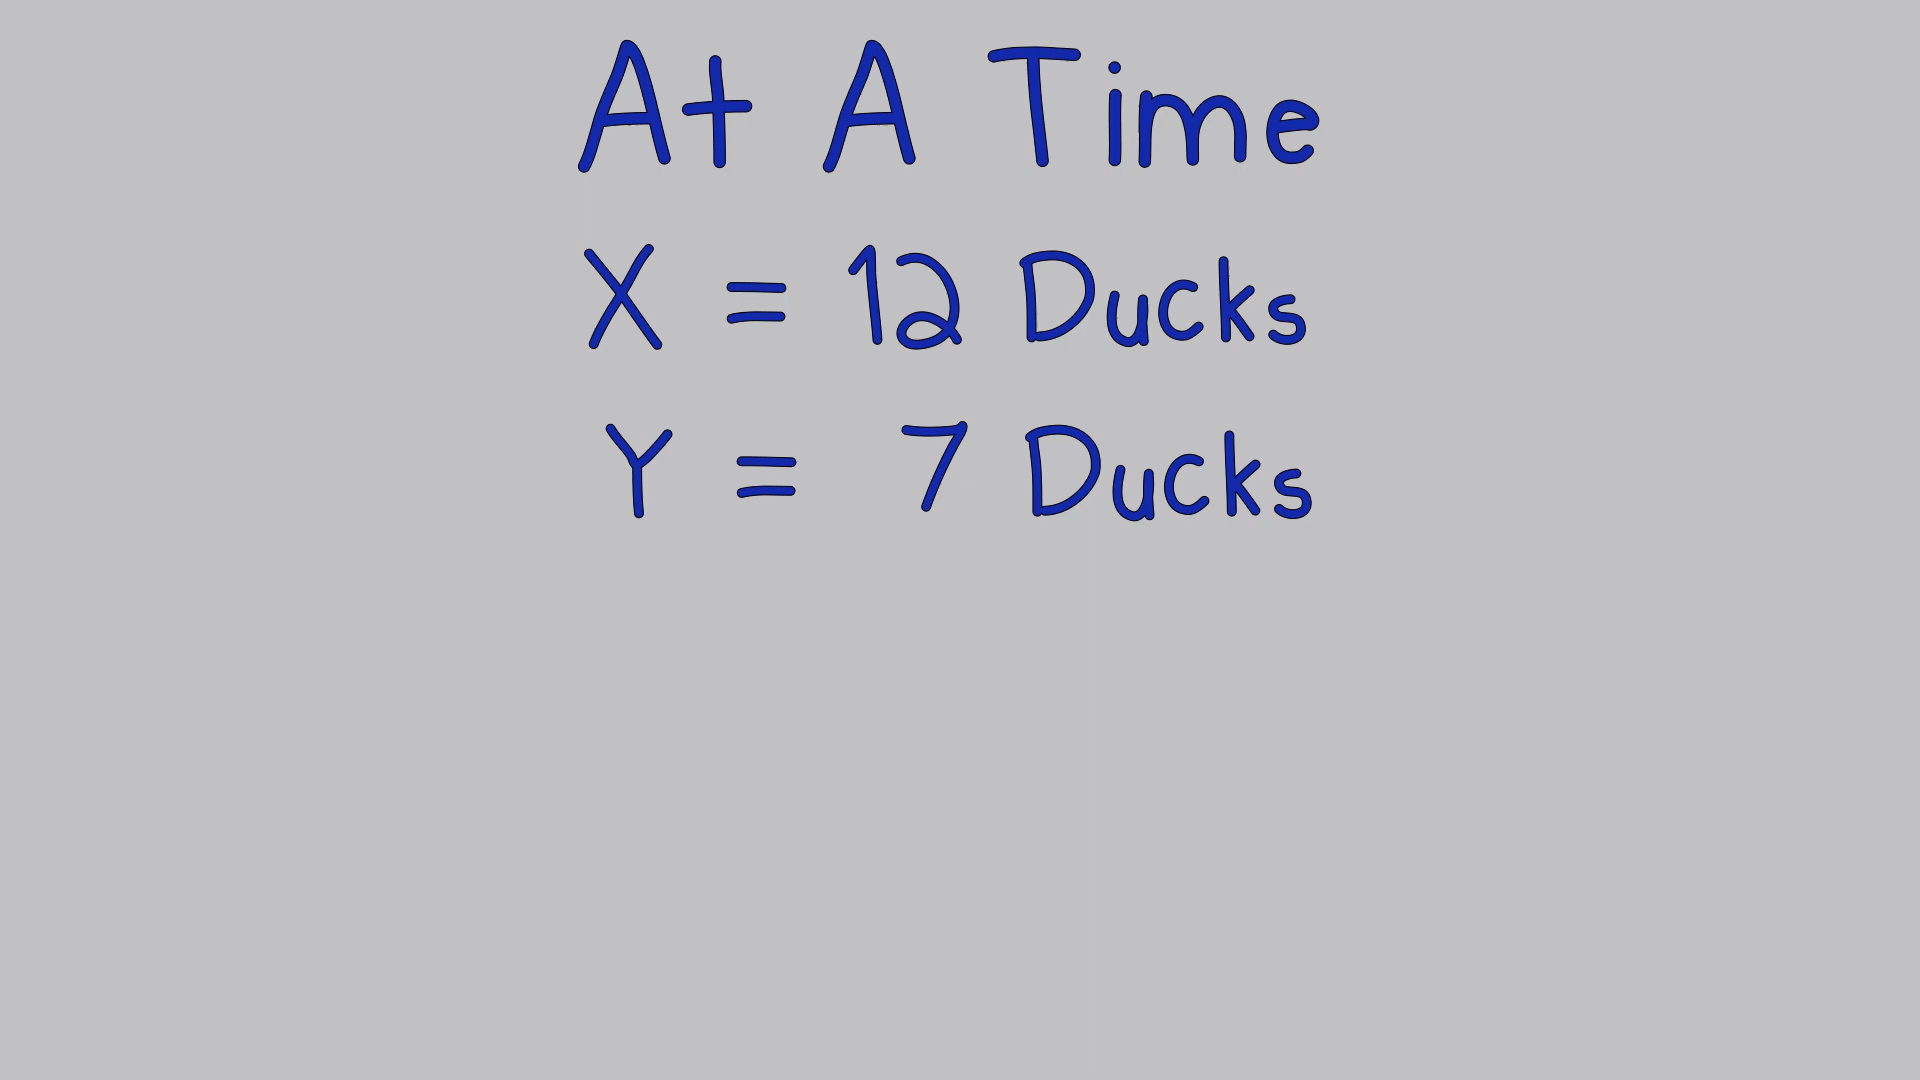 At A Time
X = 12 Ducks
Y = 7 Ducks